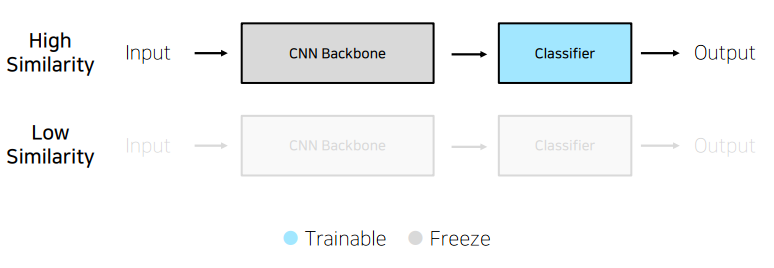 High
Similarity
Input
CNN Backbone
Classifier
Output
Low
Similarity
Input
CNN Backbone
Classifier
Output
Trainable
Freeze